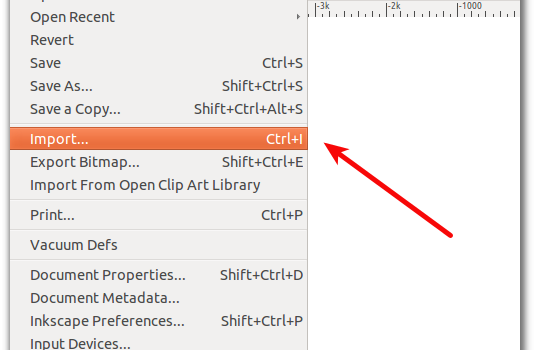 Open Recent
-3k -2k -1000
Revert
Save Ctrl+S
Save As... Shift+Ctrl+S
Save a Copy... Shift+Ctrl+Alt+S
Import... Ctrl+I
Export Bitmap... Shift+Ctrl+E
Import From Open Clip Art Library
Print... Ctrl+P
Vacuum Defs
Document Properties... Shift+Ctrl+D
Document Metadata...
Inkscape Preferences... Shift+Ctrl+P
Input Devices...